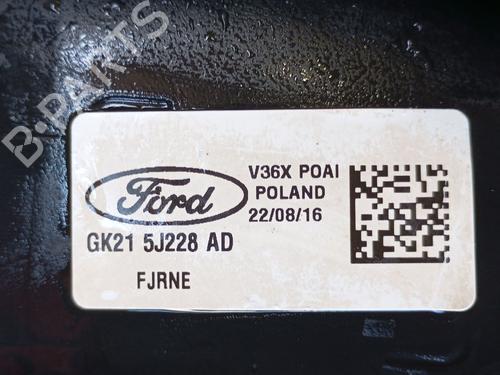 B-PARTS
Ford
V36X POAI
POLAND
22/08/16
GK21 5J228 AD
FJRNE